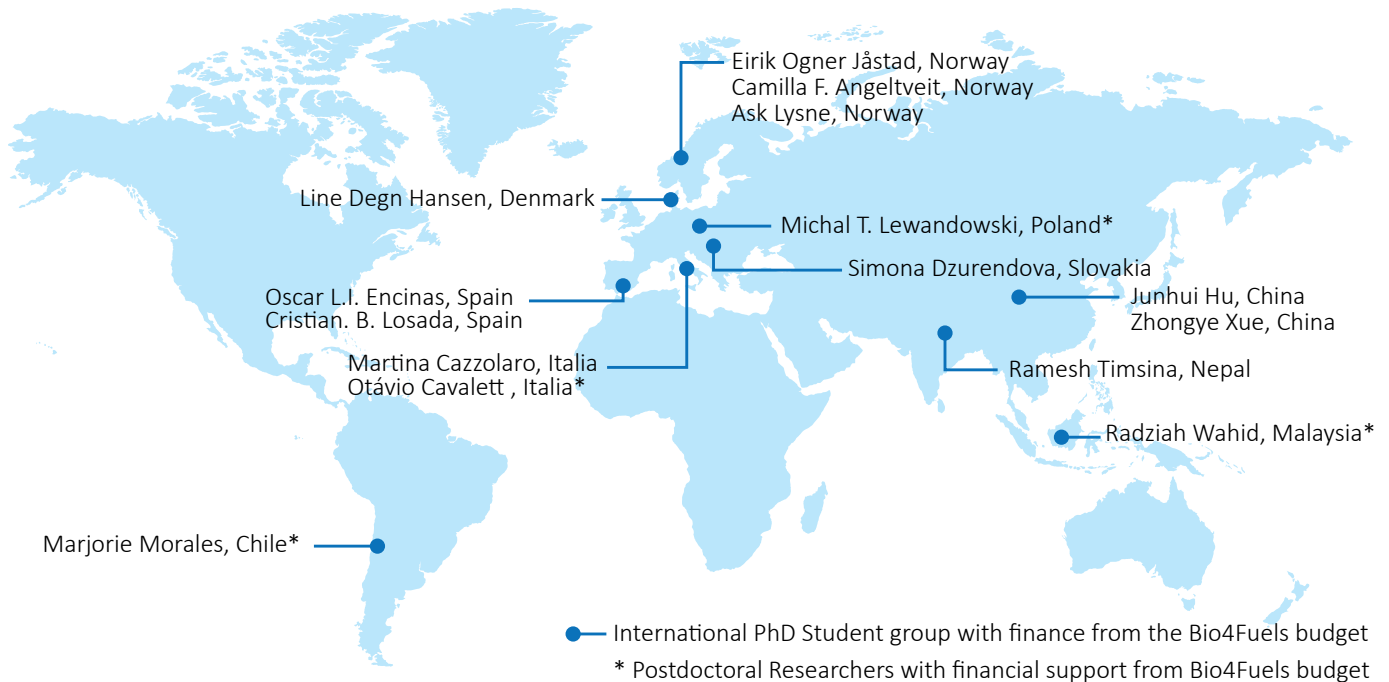 Eirik Ogner Jåstad, Norway
Camilla F. Angeltveit, Norway
Ask Lysne, Norway
Line Degn Hansen, Denmark
Michal T. Lewandowski, Poland*
Simona Dzurendova, Slovakia
Oscar L.I. Encinas, Spain
Cristian. B. Losada, Spain
Junhui Hu, China
Zhongye Xue, China
Martina Cazzolaro, Italia
Otávio Cavalett , Italia*
Ramesh Timsina, Nepal
Radziah Wahid, Malaysia*
Marjorie Morales, Chile*
International PhD Student group with finance from the Bio4Fuels budget
* Postdoctoral Researchers with financial support from Bio4Fuels budget